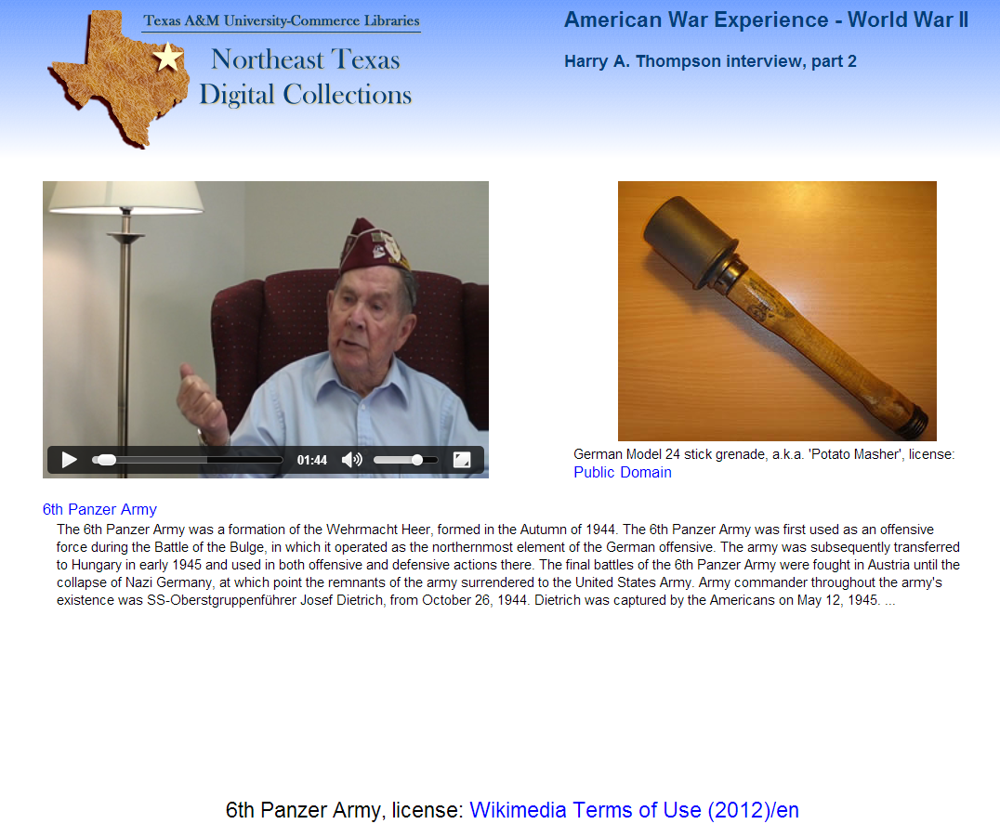 Texas A&M University-Commerce Libraries
Northeast Texas
Digital Collections
American War Experience - World War II
Harry A. Thompson interview, part 2
01:44
German Model 24 stick grenade, a.k.a. 'Potato Masher', license:
Public Domain
6th Panzer Army
The 6th Panzer Army was a formation of the Wehrmacht Heer, formed in the Autumn of 1944. The 6th Panzer Army was first used as an offensive
force during the Battle of the Bulge, in which it operated as the northernmost element of the German offensive. The army was subsequently transferred
to Hungary in early 1945 and used in both offensive and defensive actions there. The final battles of the 6th Panzer Army were fought in Austria until the
collapse of Nazi Germany, at which point the remnants of the army surrendered to the United States Army. Army commander throughout the army's
existence was SS-Oberstgruppenführer Josef Dietrich, from October 26, 1944. Dietrich was captured by the Americans on May 12, 1945. ...
6th Panzer Army, license: Wikimedia Terms of Use (2012)/en